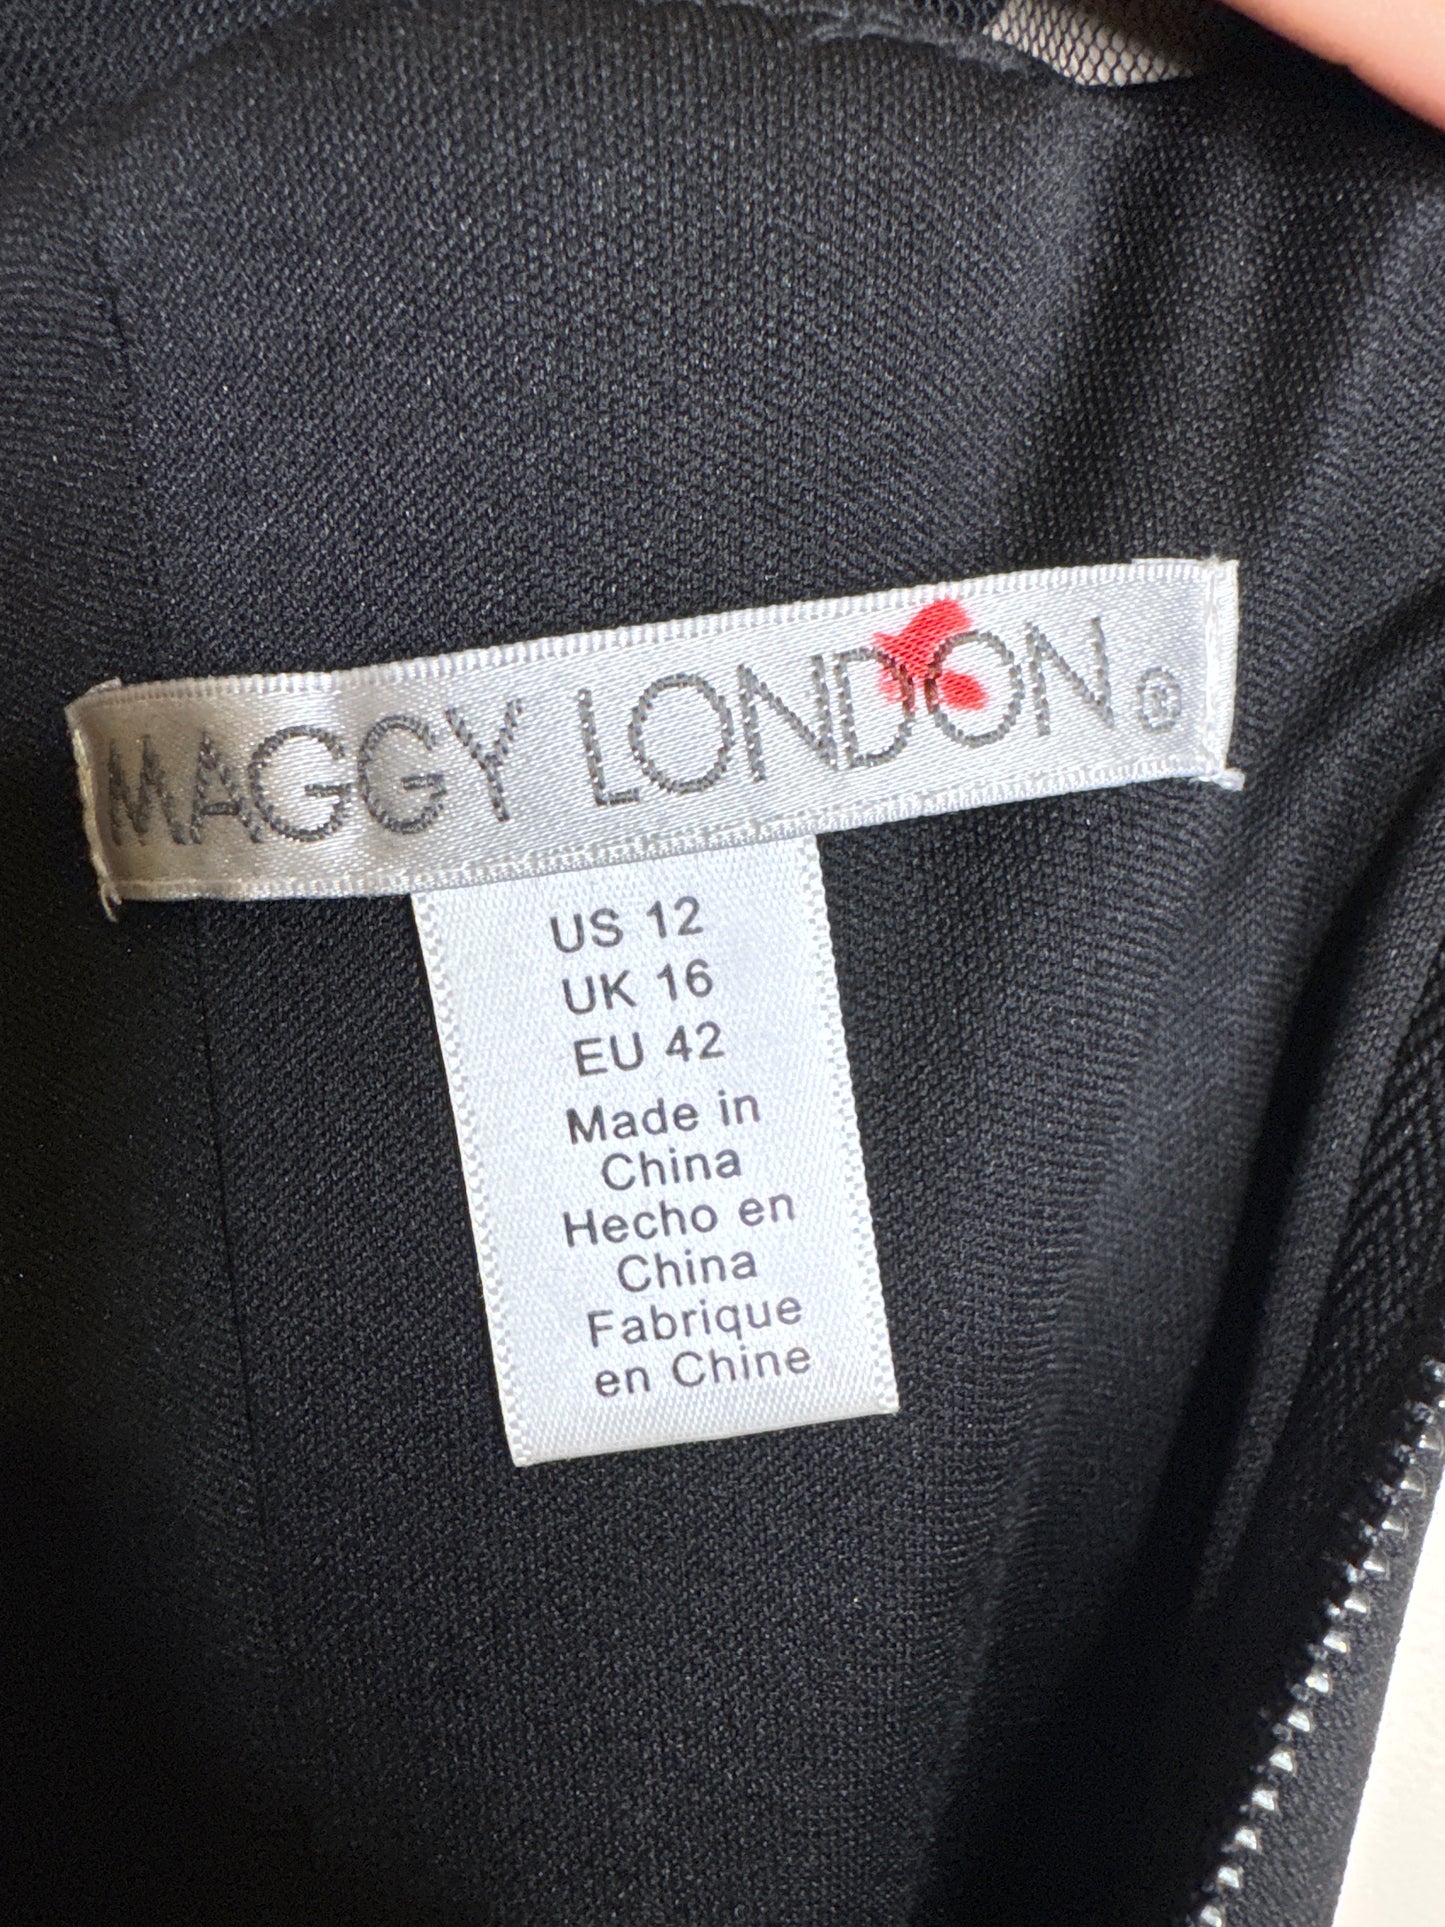 MAGGY LONDON ®
US 12
UK 16
EU 42
Made in
China
Hecho en
China
Fabrique
en Chine